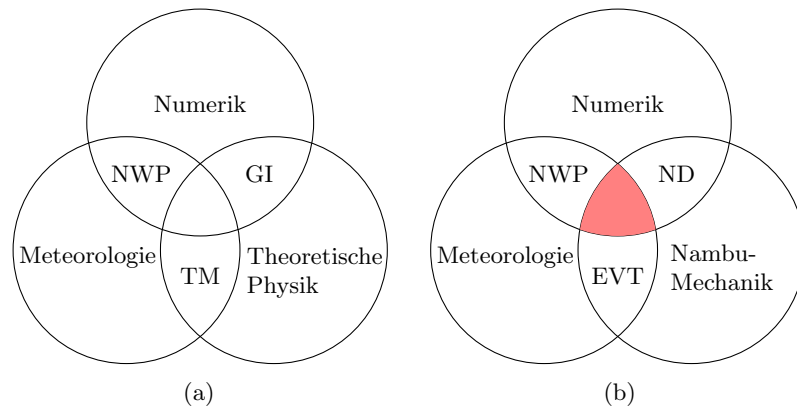 Numerik
NWP
GI
Meteorologie
Theoretische
Physik
TM
(a)
Numerik
NWP
ND
Meteorologie
Nambu-
Mechanik
EVT
(b)